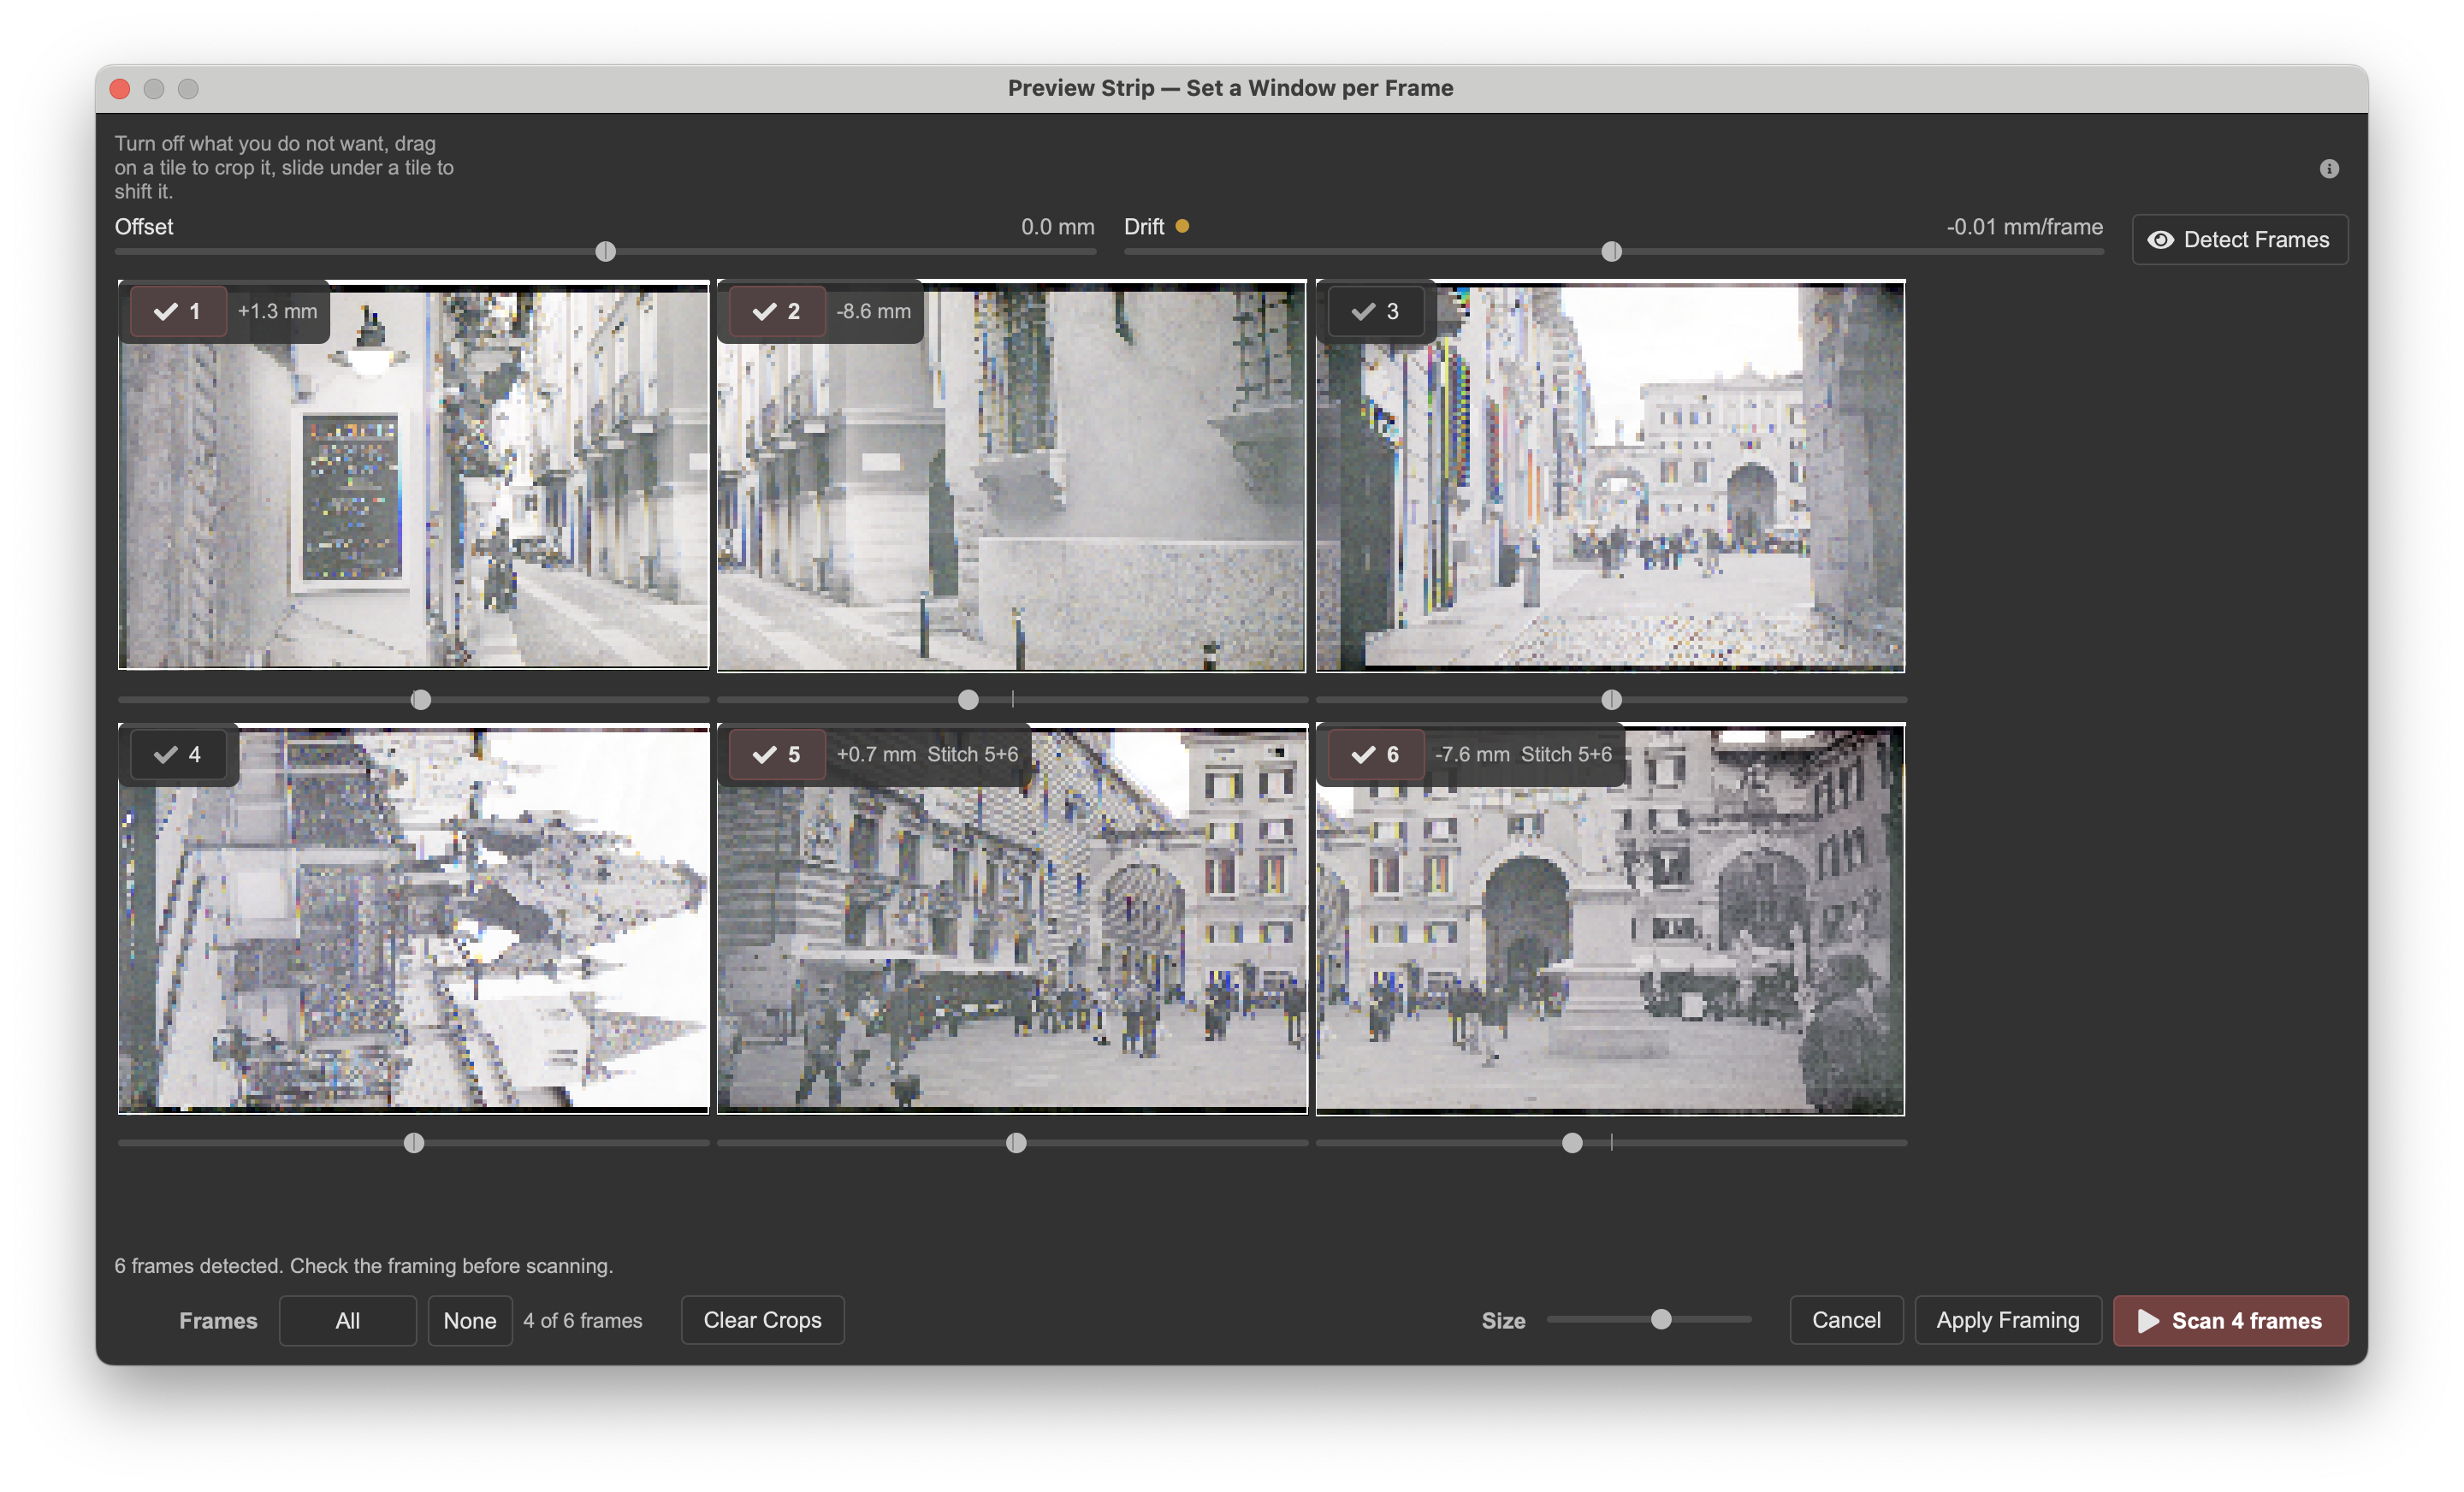 Preview Strip — Set a Window per Frame
Turn off what you do not want, drag
on a tile to crop it, slide under a tile to
shift it.
Offset 0.0 mm
Drift -0.01 mm/frame
Detect Frames
1 +1.3 mm
2 -8.6 mm
3
4
5 +0.7 mm Stitch 5+6
6 -7.6 mm Stitch 5+6
6 frames detected. Check the framing before scanning.
Frames All None 4 of 6 frames Clear Crops Size Cancel Apply Framing Scan 4 frames